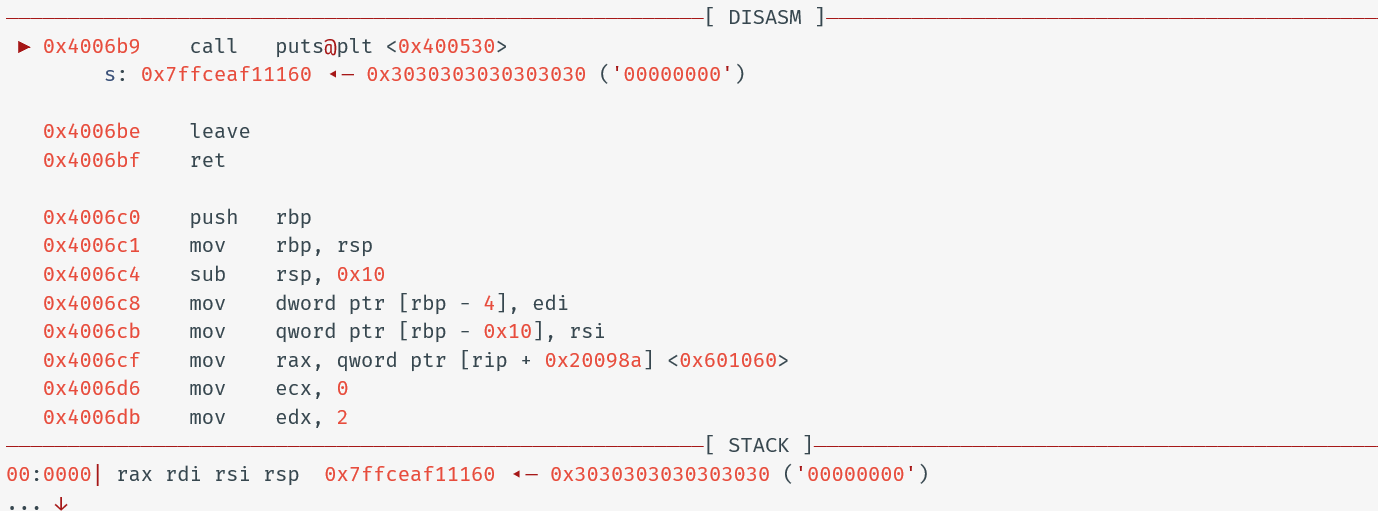 [ DISASM ]
► 0x4006b9    call   puts@plt <0x400530>
        s: 0x7ffceaf11160 ◂— 0x3030303030303030 ('00000000')
   0x4006be    leave
   0x4006bf    ret
   0x4006c0    push   rbp
   0x4006c1    mov    rbp, rsp
   0x4006c4    sub    rsp, 0x10
   0x4006c8    mov    dword ptr [rbp - 4], edi
   0x4006cb    mov    qword ptr [rbp - 0x10], rsi
   0x4006cf    mov    rax, qword ptr [rip + 0x20098a] <0x601060>
   0x4006d6    mov    ecx, 0
   0x4006db    mov    edx, 2
[ STACK ]
00:0000│ rax rdi rsi rsp  0x7ffceaf11160 ◂— 0x3030303030303030 ('00000000')
... ↓